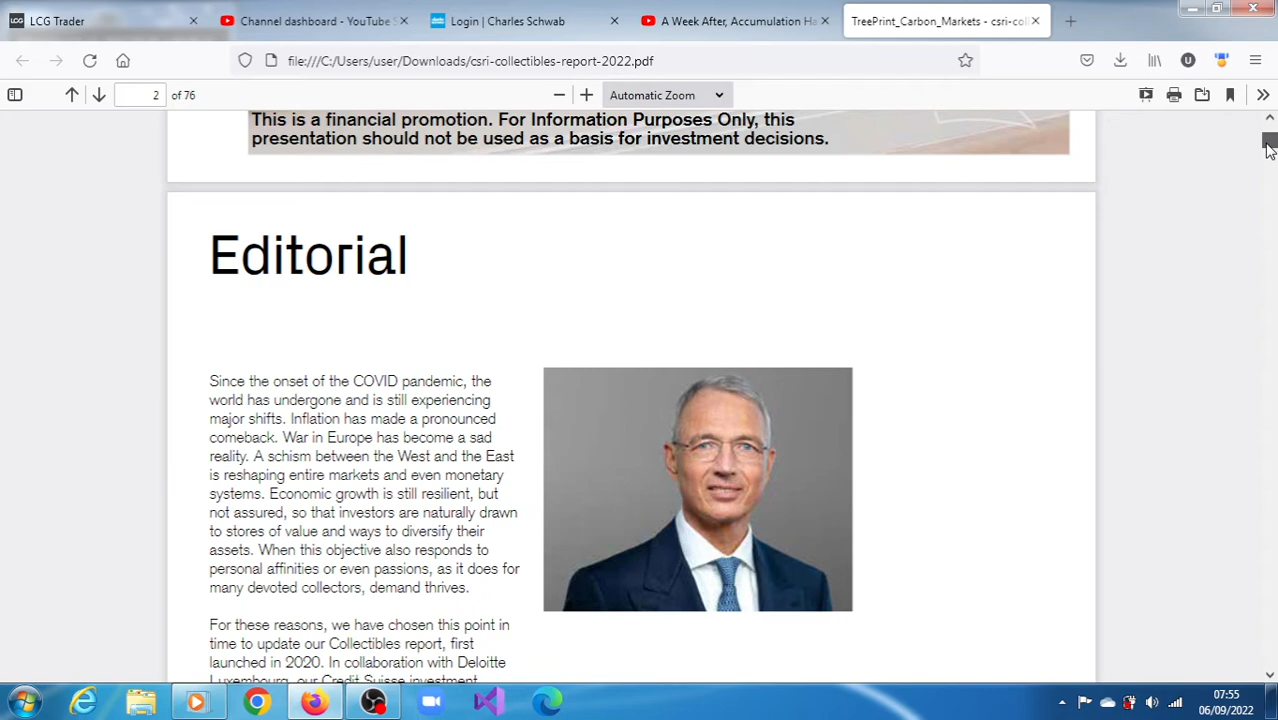 LCG Trader
Channel dashboard - YouTube S
Login | Charles Schwab
A Week After, Accumulation Ha
TreePrint_Carbon_Markets - csri-coll
file:///C:/Users/user/Downloads/csri-collectibles-report-2022.pdf
2 of 76
Automatic Zoom
This is a financial promotion. For Information Purposes Only, this
presentation should not be used as a basis for investment decisions.
Editorial
Since the onset of the COVID pandemic, the
world has undergone and is still experiencing
major shifts. Inflation has made a pronounced
comeback. War in Europe has become a sad
reality. A schism between the West and the East
is reshaping entire markets and even monetary
systems. Economic growth is still resilient, but
not assured, so that investors are naturally drawn
to stores of value and ways to diversify their
assets. When this objective also responds to
personal affinities or even passions, as it does for
many devoted collectors, demand thrives.
For these reasons, we have chosen this point in
time to update our Collectibles report, first
launched in 2020. In collaboration with Deloitte
Luxembourg, our Credit Suisse investment
07:55
06/09/2022